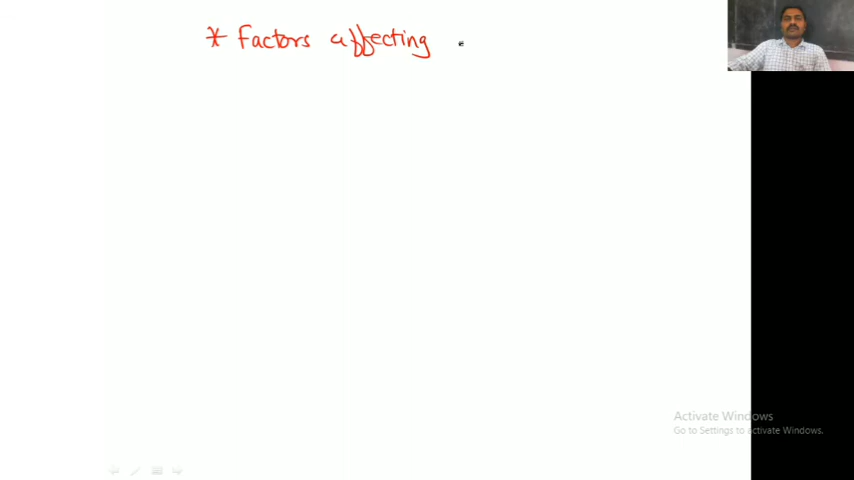 * Factors affecting
Activate Windows
Go to Settings to Activate Windows.